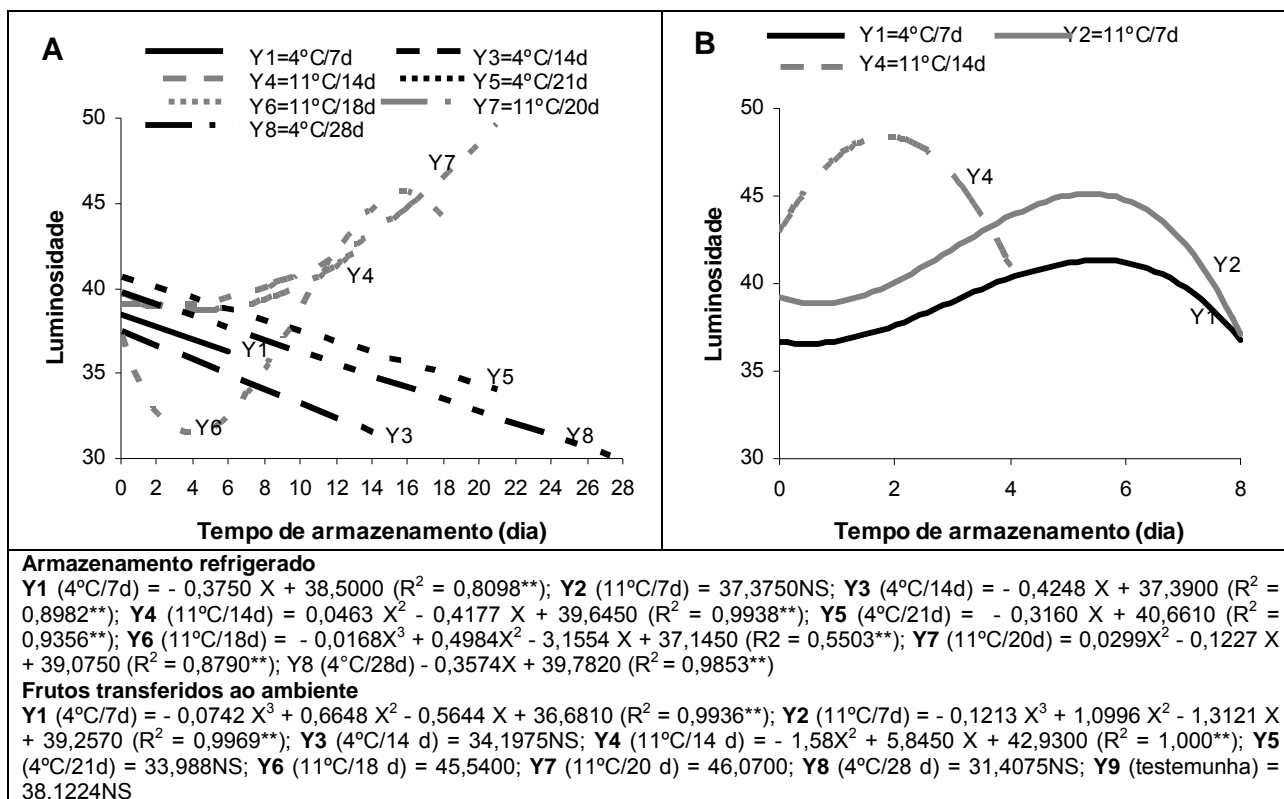 A
Y1=4ºC/7d Y3=4ºC/14d
Y4=11ºC/14d Y5=4ºC/21d
Y6=11ºC/18d Y7=11ºC/20d
Y8=4ºC/28d
50
45
40
35
30
Luminosidade
Y7
Y4
Y1
Y5
Y6
Y3
Y8
0 2 4 6 8 10 12 14 16 18 20 22 24 26 28
Tempo de armazenamento (dia)
B
Y1=4ºC/7d Y2=11ºC/7d
Y4=11ºC/14d
50
45
40
35
30
Luminosidade
Y4
Y2
Y1
0 2 4 6 8
Tempo de armazenamento (dia)
Armazenamento refrigerado
Y1 (4ºC/7d) = - 0,3750 X + 38,5000 (R² = 0,8098**); Y2 (11ºC/7d) = 37,3750NS; Y3 (4ºC/14d) = - 0,4248 X + 37,3900 (R² =
0,8982**); Y4 (11ºC/14d) = 0,0463 X² - 0,4177 X + 39,6450 (R² = 0,9938**); Y5 (4ºC/21d) = - 0,3160 X + 40,6610 (R² =
0,9356**); Y6 (11ºC/18d) = - 0,0168X³ + 0,4984X² - 3,1554 X + 37,1450 (R2 = 0,5503**); Y7 (11ºC/20d) = 0,0299X² - 0,1227 X
+ 39,0750 (R² = 0,8790**); Y8 (4°C/28d) - 0,3574X + 39,7820 (R² = 0,9853**)
Frutos transferidos ao ambiente
Y1 (4ºC/7d) = - 0,0742 X³ + 0,6648 X² - 0,5644 X + 36,6810 (R² = 0,9936**); Y2 (11ºC/7d) = - 0,1213 X³ + 1,0996 X² - 1,3121 X
+ 39,2570 (R² = 0,9969**); Y3 (4ºC/14 d) = 34,1975NS; Y4 (11ºC/14 d) = - 1,58X² + 5,8450 X + 42,9300 (R² = 1,000**); Y5
(4ºC/21d) = 33,988NS; Y6 (11ºC/18 d) = 45,5400; Y7 (11ºC/20 d) = 46,0700; Y8 (4ºC/28 d) = 31,4075NS; Y9 (testemunha) =
38,1224NS